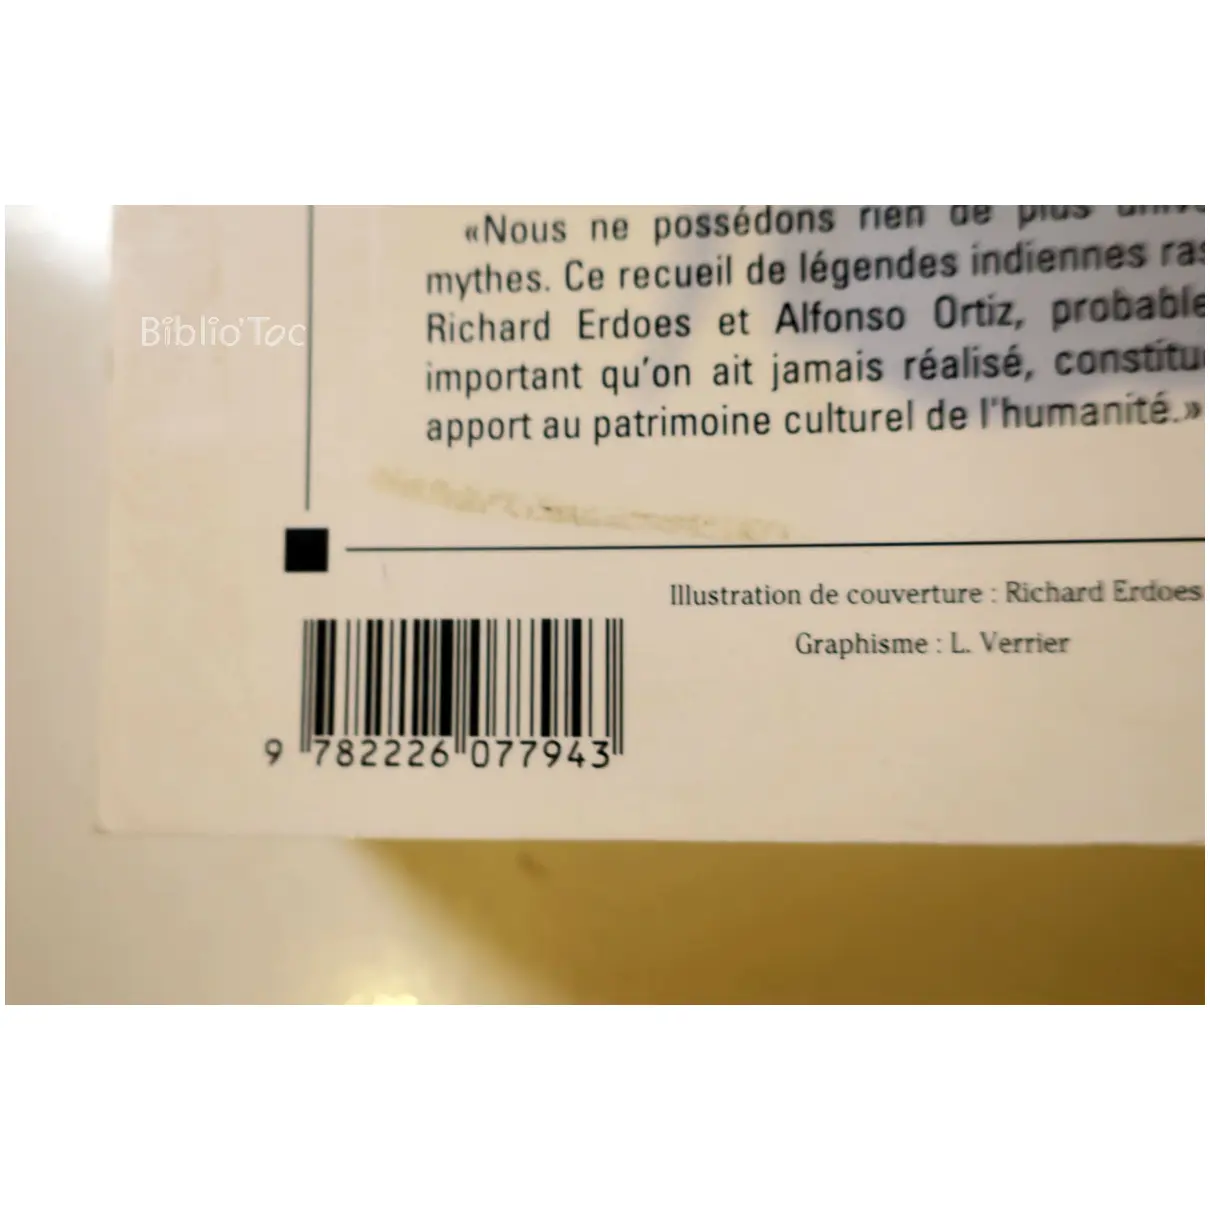 «Nous ne possédons rien de plus
mythes. Ce recueil de légendes indiennes
Richard Erdoes et Alfonso Ortiz,
important qu'on ait jamais réalisé,
apport au patrimoine culturel de l'humanité.»
Biblio'Toc
Illustration de couverture : Richard Erdoes
Graphisme : L. Verrier
9 782226 077943